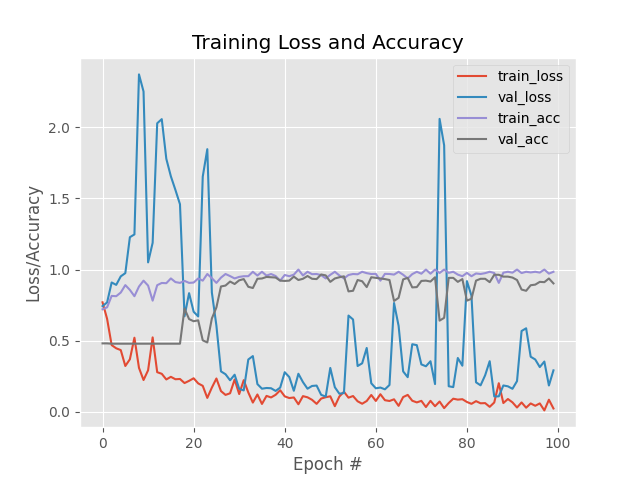 Training Loss and Accuracy
train_loss
val_loss
train_acc
val_acc
Loss/Accuracy
2.0
1.5
1.0
0.5
0.0
0 20 40 60 80 100
Epoch #